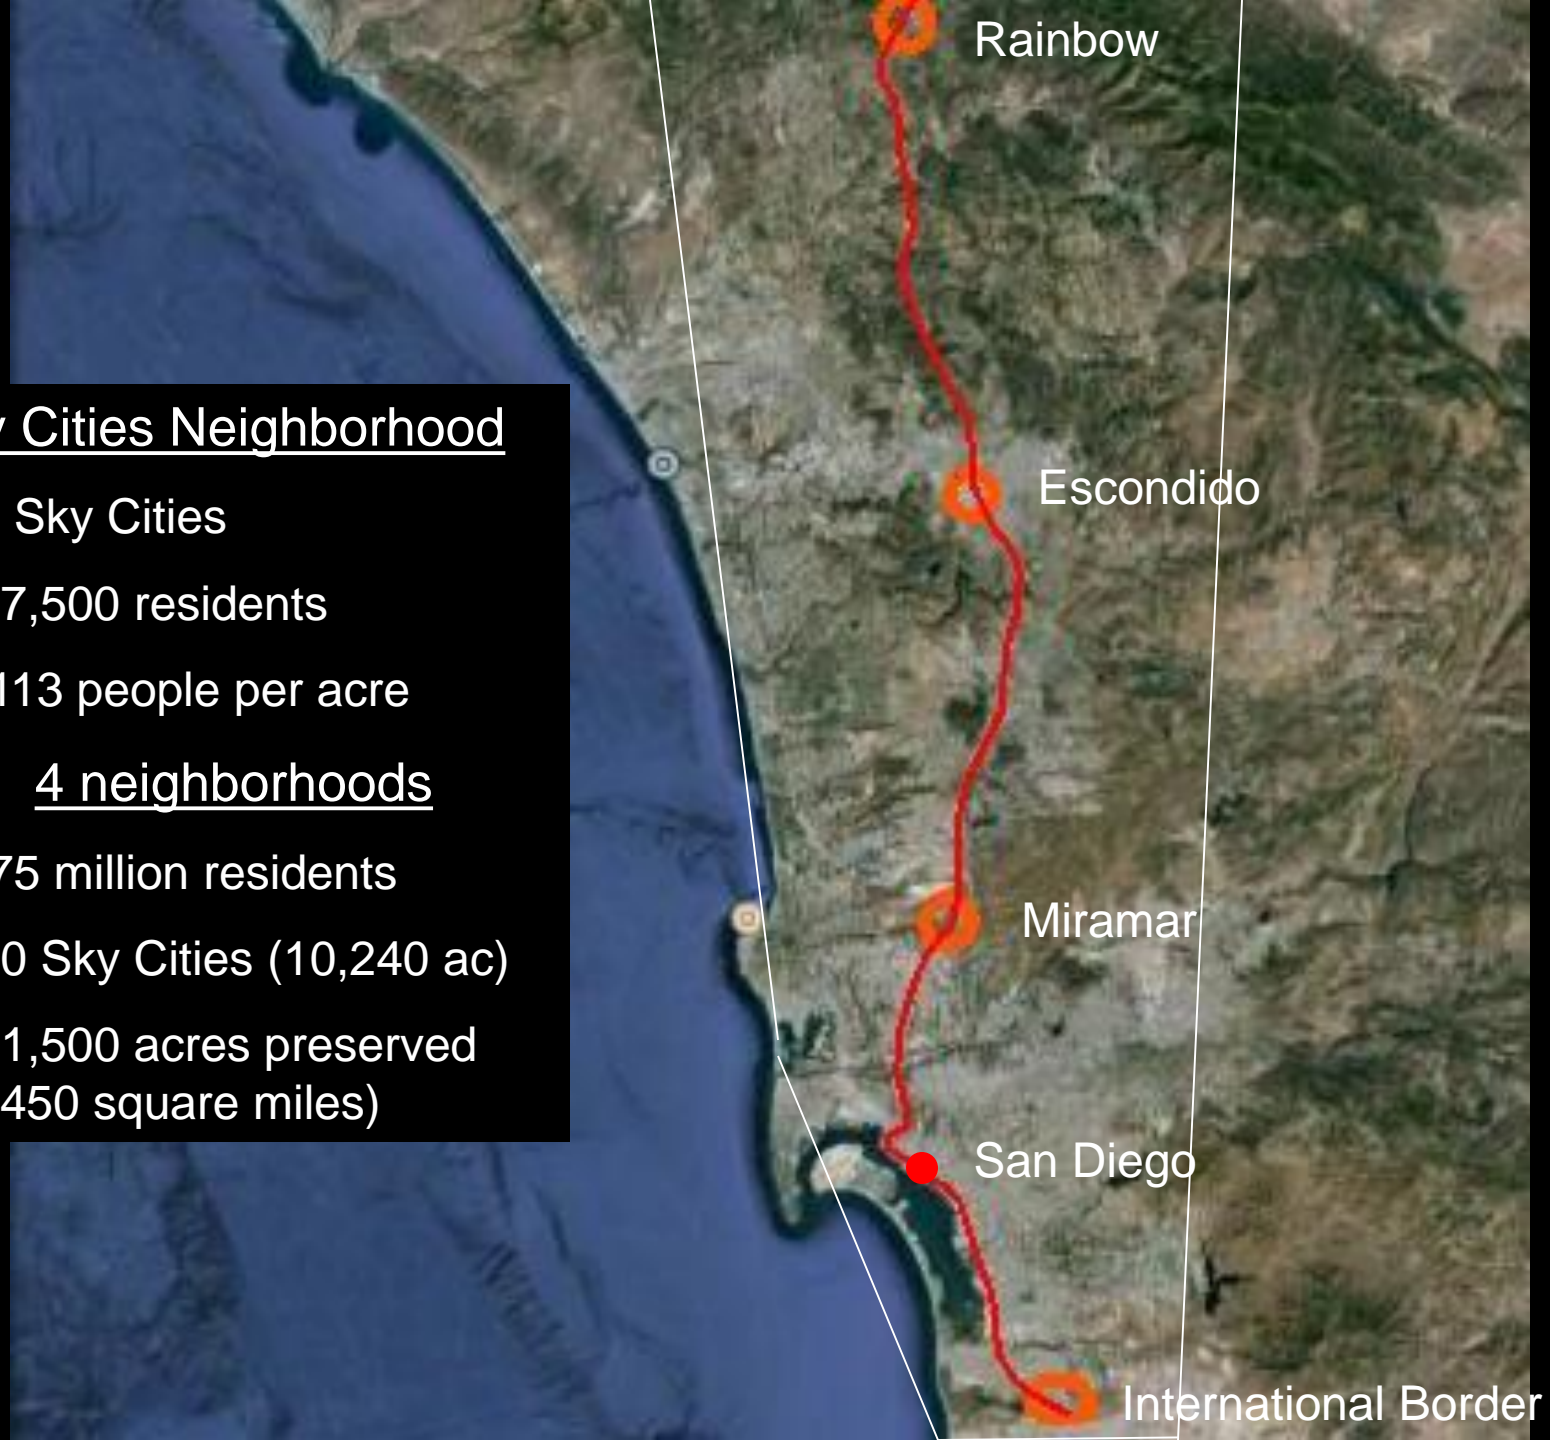 Rainbow
Cities Neighborhood
Escondido
Sky Cities
7,500 residents
113 people per acre
4 neighborhoods
75 million residents
Miramar
0 Sky Cities (10,240 ac)
1,500 acres preserved
450 square miles)
San Diego
International Border